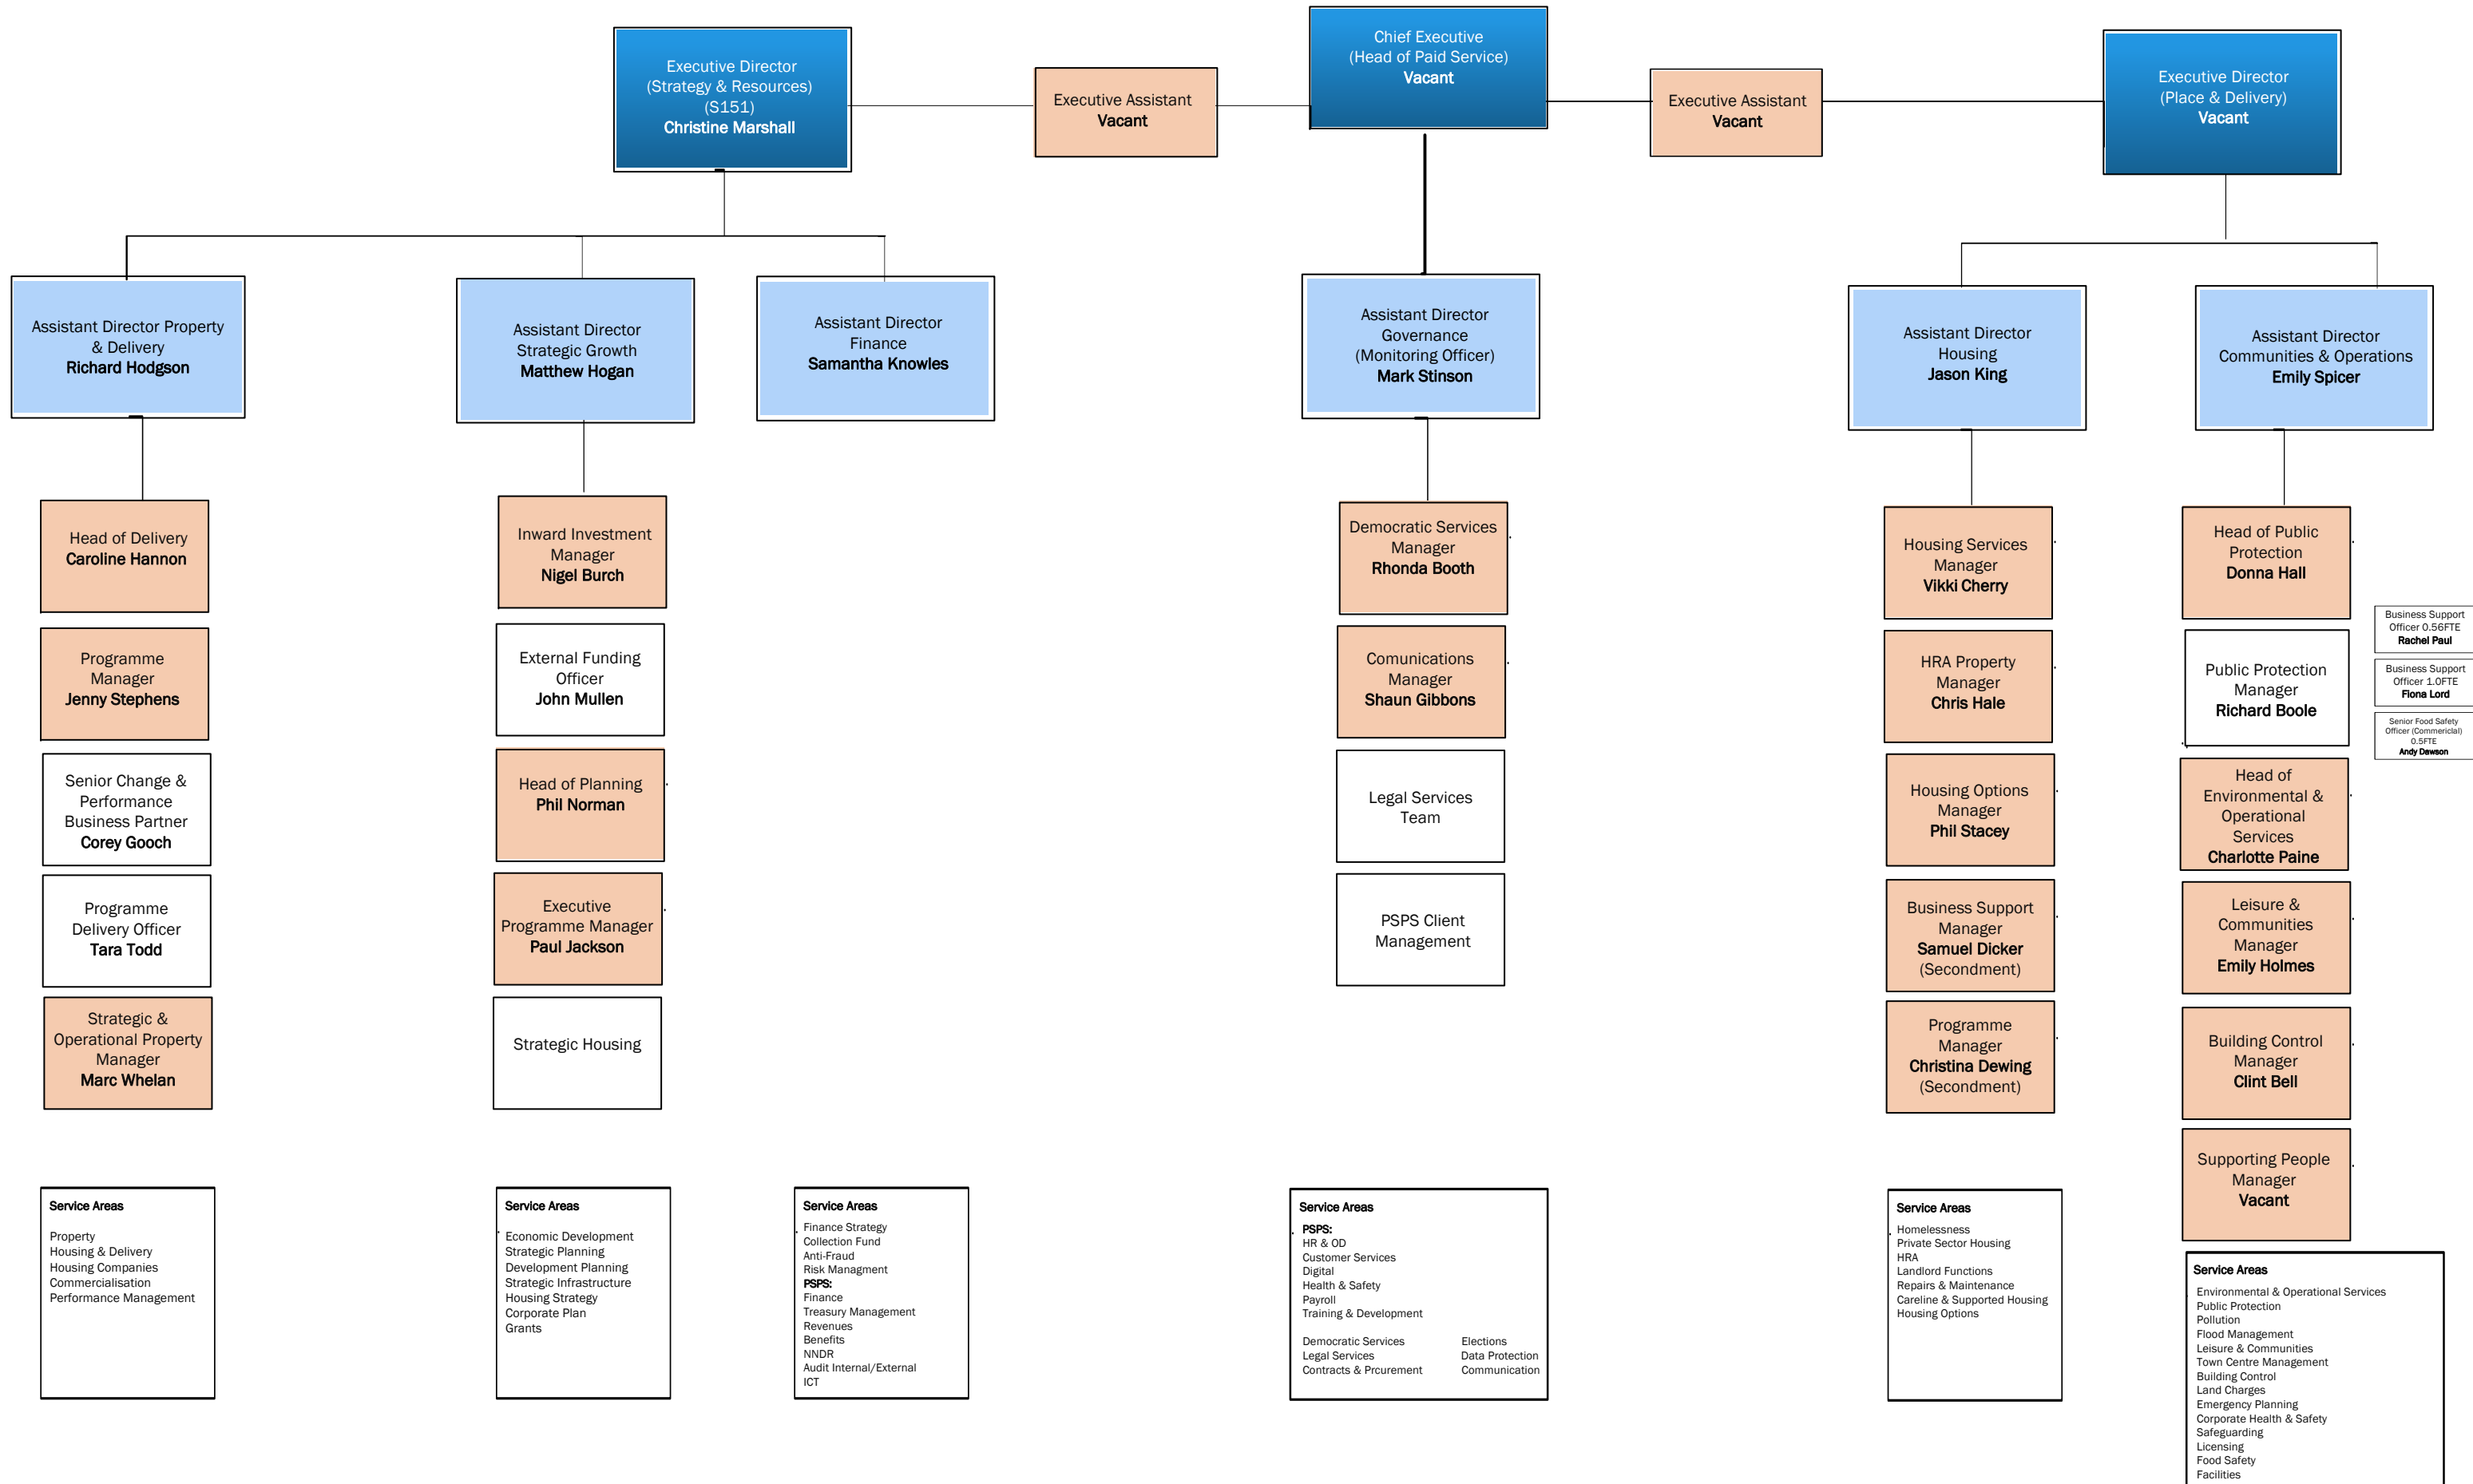 Executive Director
(Strategy & Resources)
(S151)
Christine Marshall
Executive Assistant
Vacant
Chief Executive
(Head of Paid Service)
Vacant
Executive Assistant
Vacant
Executive Director
(Place & Delivery)
Vacant
Assistant Director Property
& Delivery
Richard Hodgson
Assistant Director
Strategic Growth
Matthew Hogan
Assistant Director
Finance
Samantha Knowles
Assistant Director
Governance
(Monitoring Officer)
Mark Stinson
Assistant Director
Housing
Jason King
Assistant Director
Communities & Operations
Emily Spicer
Head of Delivery
Caroline Hannon
Programme
Manager
Jenny Stephens
Senior Change &
Performance
Business Partner
Corey Gooch
Programme
Delivery Officer
Tara Todd
Strategic &
Operational Property
Manager
Marc Whelan
Inward Investment
Manager
Nigel Burch
External Funding
Officer
John Mullen
Head of Planning
Phil Norman
Executive
Programme Manager
Paul Jackson
Strategic Housing
Democratic Services
Manager
Rhonda Booth
Comunications
Manager
Shaun Gibbons
Legal Services
Team
PSPS Client
Management
Housing Services
Manager
Vikki Cherry
HRA Property
Manager
Chris Hale
Housing Options
Manager
Phil Stacey
Business Support
Manager
Samuel Dicker
(Secondment)
Programme
Manager
Christina Dewing
(Secondment)
Head of Public
Protection
Donna Hall
Public Protection
Manager
Richard Boole
Business Support
Officer 0.56FTE
Rachel Paul
Business Support
Officer 1.0FTE
Fiona Lord
Senior Food Safety
Officer (Commericlal)
0.5FTE
Andy Dawson
Head of
Environmental &
Operational
Services
Charlotte Paine
Leisure &
Communities
Manager
Emily Holmes
Building Control
Manager
Clint Bell
Supporting People
Manager
Vacant
Service Areas
Property
Housing & Delivery
Housing Companies
Commercialisation
Performance Management
Service Areas
Economic Development
Strategic Planning
Development Planning
Strategic Infrastructure
Housing Strategy
Corporate Plan
Grants
Service Areas
Finance Strategy
Collection Fund
Anti-Fraud
Risk Managment
PSPS:
Finance
Treasury Management
Revenues
Benefits
NNDR
Audit Internal/External
ICT
Service Areas
PSPS:
HR & OD
Customer Services
Digital
Health & Safety
Payroll
Training & Development
Democratic Services Elections
Legal Services Data Protection
Contracts & Prcurement Communication
Service Areas
Homelessness
Private Sector Housing
HRA
Landlord Functions
Repairs & Maintenance
Careline & Supported Housing
Housing Options
Service Areas
Environmental & Operational Services
Public Protection
Pollution
Flood Management
Leisure & Communities
Town Centre Management
Building Control
Land Charges
Emergency Planning
Corporate Health & Safety
Safeguarding
Licensing
Food Safety
Facilities